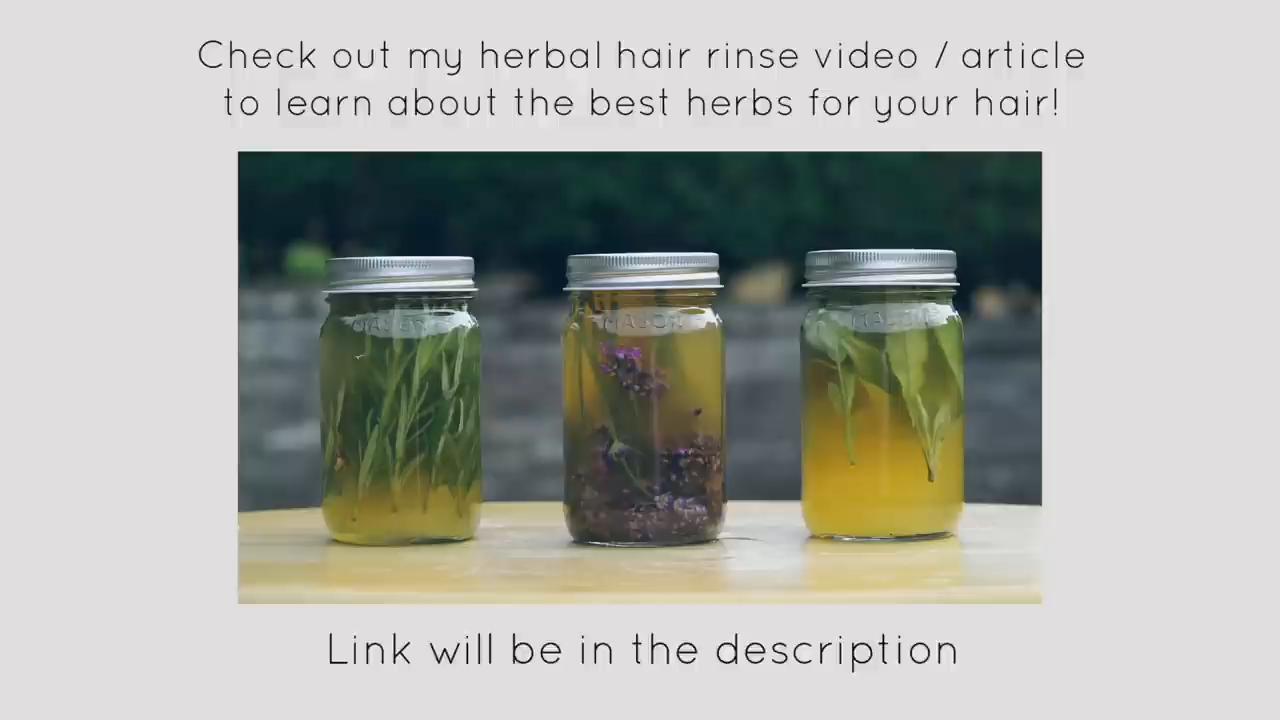 Check out my herbal hair rinse video / article
to learn about the best herbs for your hair!
MASON
Link will be in the description